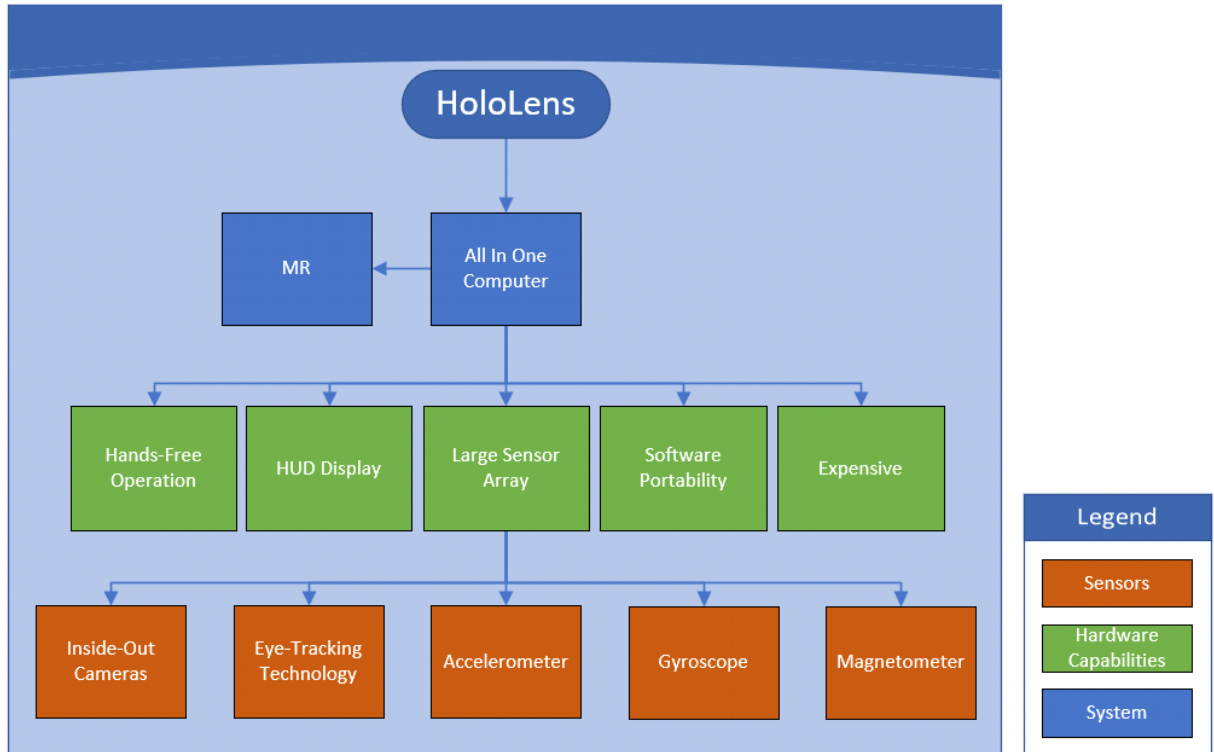 HoloLens
MR
All In One
Computer
Hands-Free
Operation
HUD Display
Large Sensor
Array
Software
Portability
Expensive
Inside-Out
Cameras
Eye-Tracking
Technology
Accelerometer
Gyroscope
Magnetometer
Legend
Sensors
Hardware
Capabilities
System